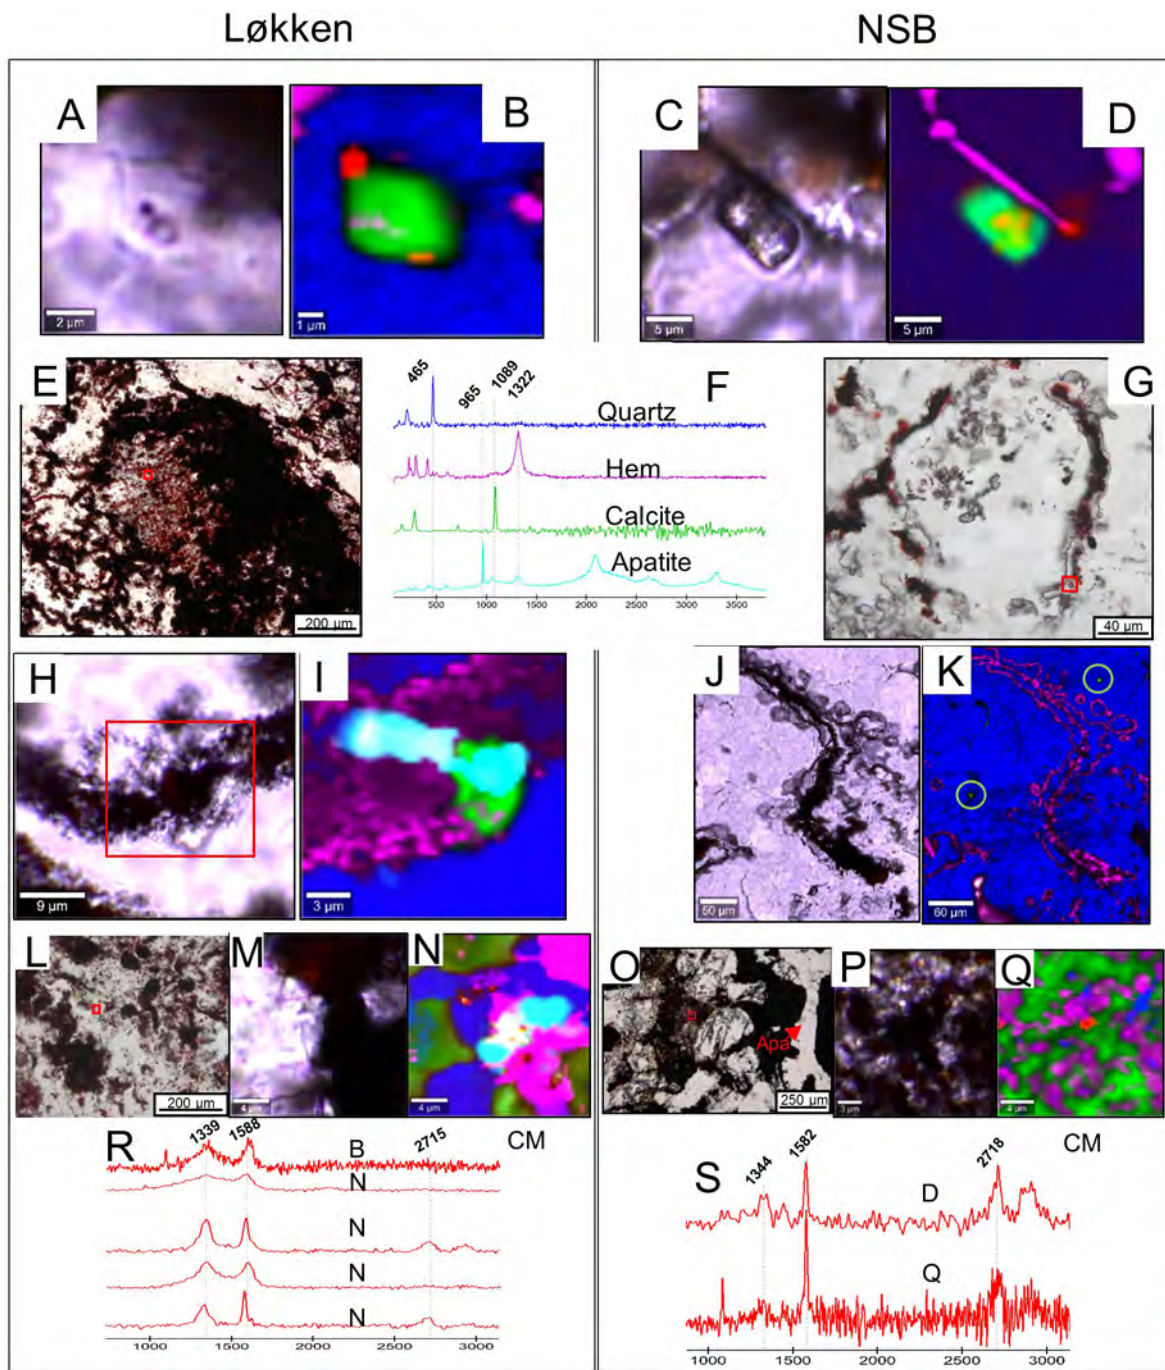 Løkken NSB
A B C D
2 µm 1 µm 5 µm 5 µm
E F G
465 965 1089 1322
Quartz
Hem
Calcite
Apatite
500 1000 1500 2000 2500 3000 3500
200 µm 40 µm
H I J K
9 µm 3 µm 50 µm 60 µm
L M N O P Q
Apa
200 µm 4 µm 250 µm 3 µm 4 µm
R 1339 1588 2715 CM
B
N
N
N
N
1000 1500 2000 2500 3000
S 1344 1582 2718 CM
D
Q
1000 1500 2000 2500 3000